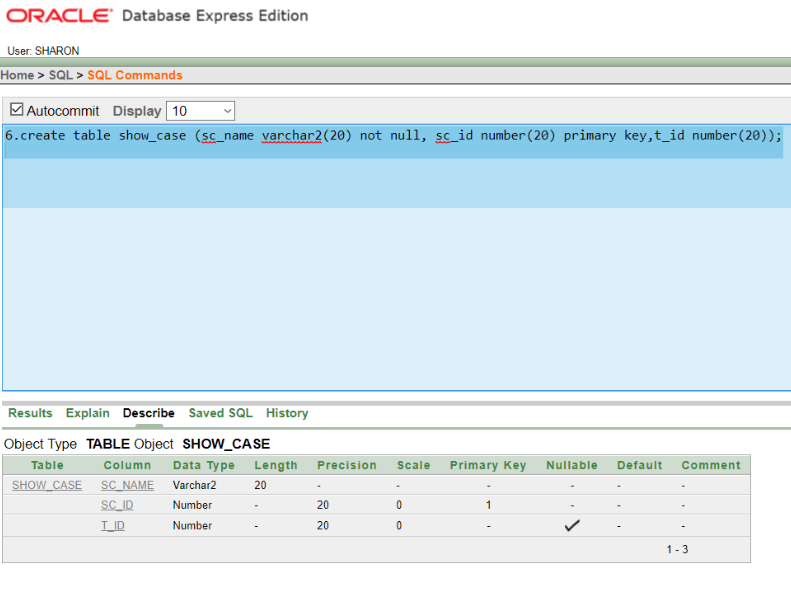 ORACLE Database Express Edition
User: SHARON
Home > SQL > SQL Commands
Autocommit Display 10
6.create table show_case (sc_name varchar2(20) not null, sc_id number(20) primary key,t_id number(20));
Results Explain Describe Saved SQL History
Object Type TABLE Object SHOW_CASE
Table Column Data Type Length Precision Scale Primary Key Nullable Default Comment
SHOW_CASE SC_NAME Varchar2 20 - - - - - -
SC_ID Number - 20 0 1 - - -
T_ID Number - 20 0 - ✓ - -
1 - 3